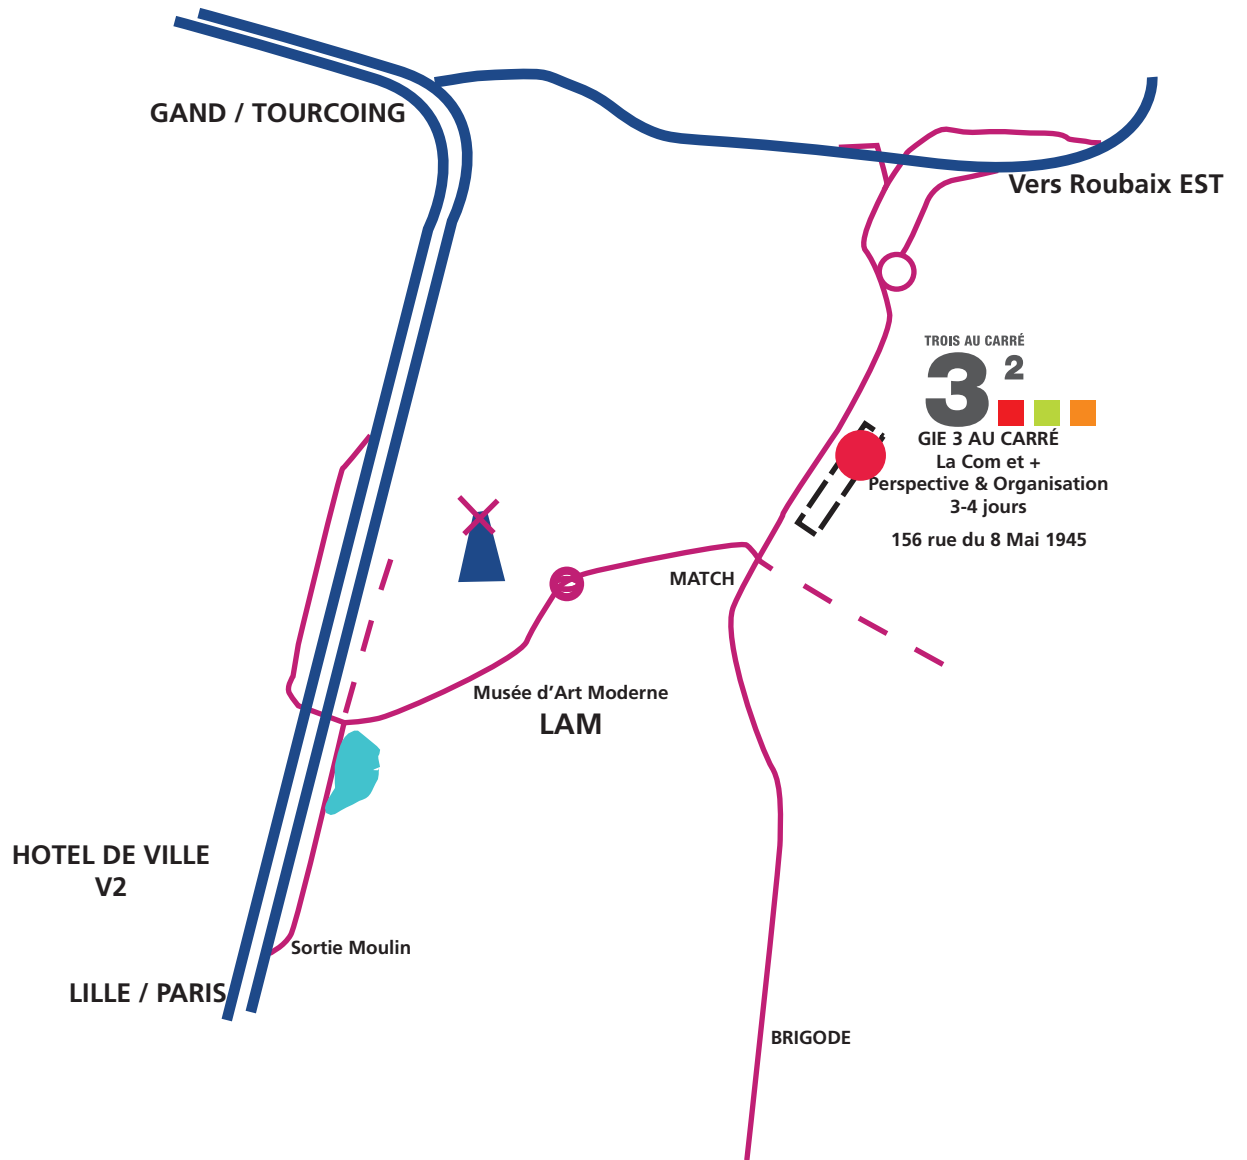 GAND / TOURCOING
Vers Roubaix EST
TROIS AU CARRÉ
3²
GIE 3 AU CARRÉ
La Com et +
Perspective & Organisation
3-4 jours
156 rue du 8 Mai 1945
MATCH
Musée d’Art Moderne
LAM
HOTEL DE VILLE
V2
Sortie Moulin
LILLE / PARIS
BRIGODE